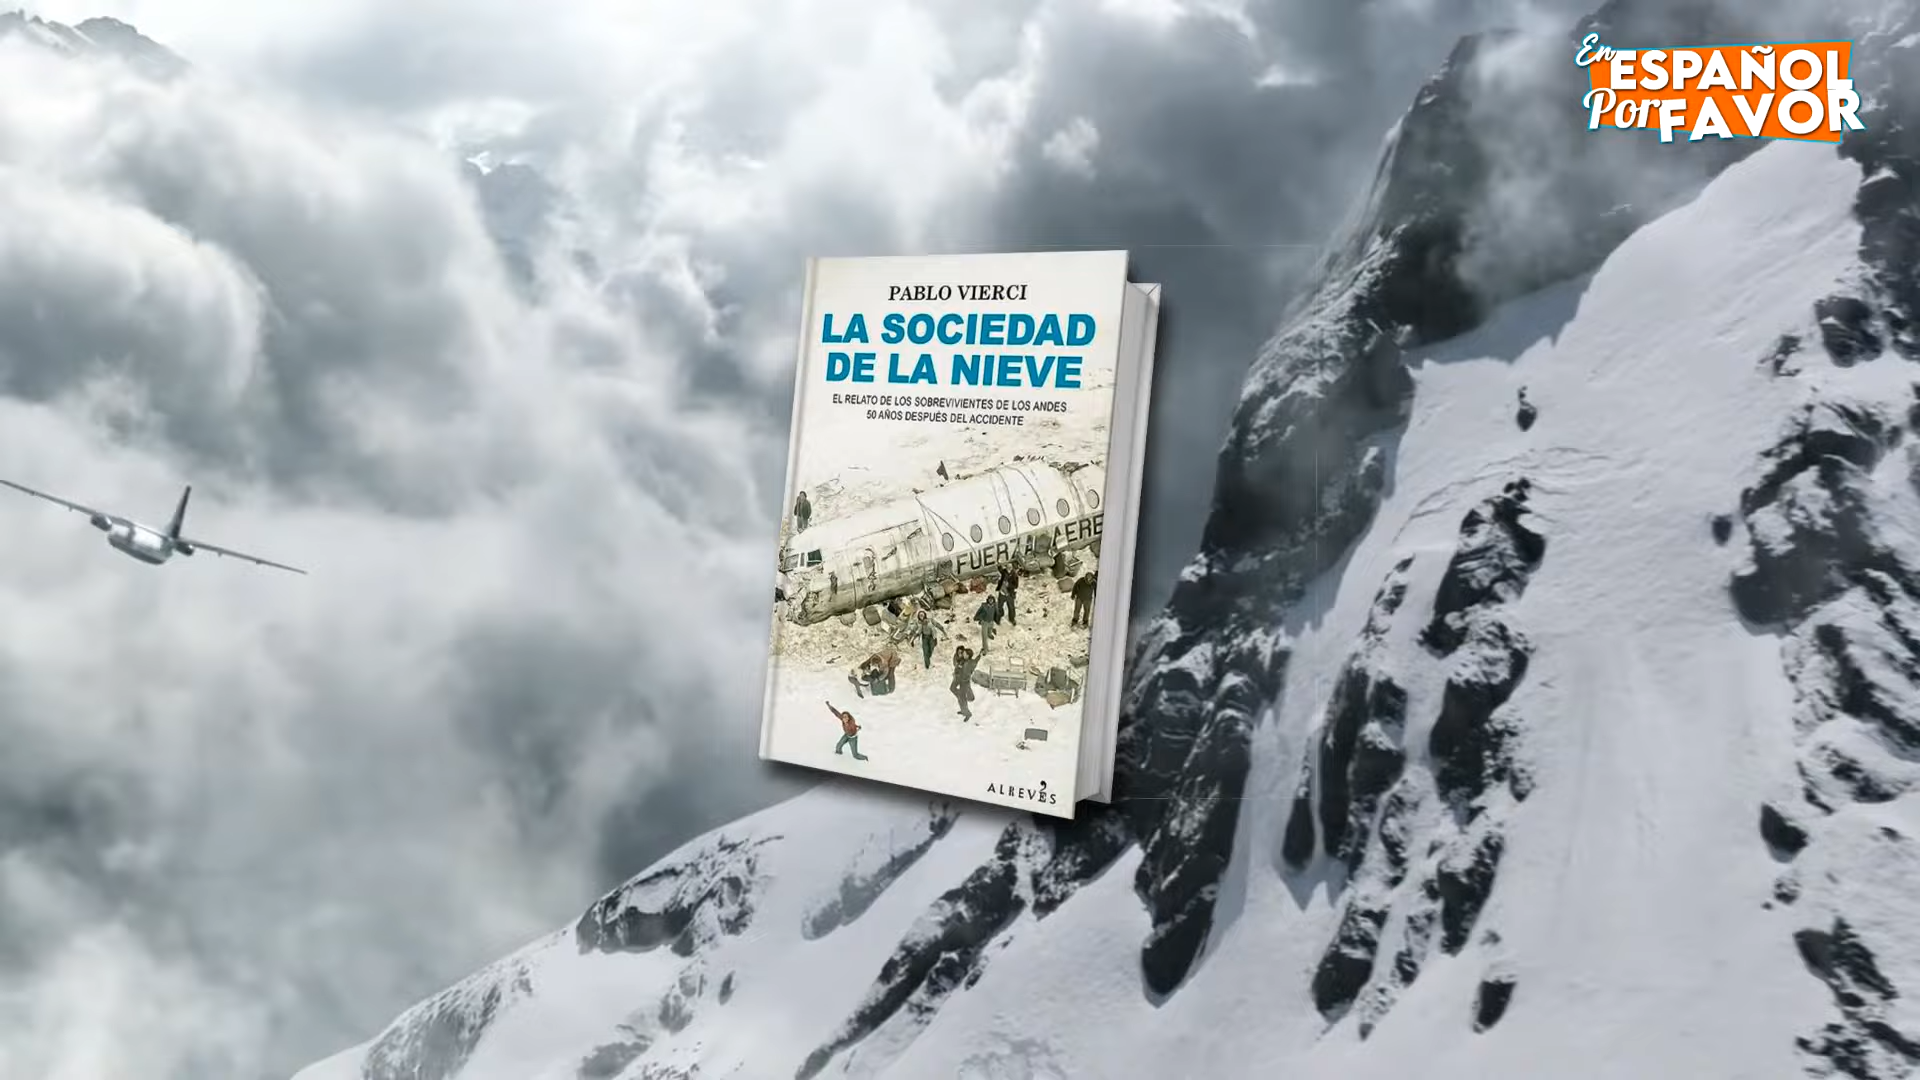 En
ESPAÑOL
Por FAVOR
PABLO VIERCI
LA SOCIEDAD
DE LA NIEVE
EL RELATO DE LOS SOBREVIVIENTES DE LOS ANDES
50 AÑOS DESPUÉS DEL ACCIDENTE
FUERZA AERE
ALREVÉS